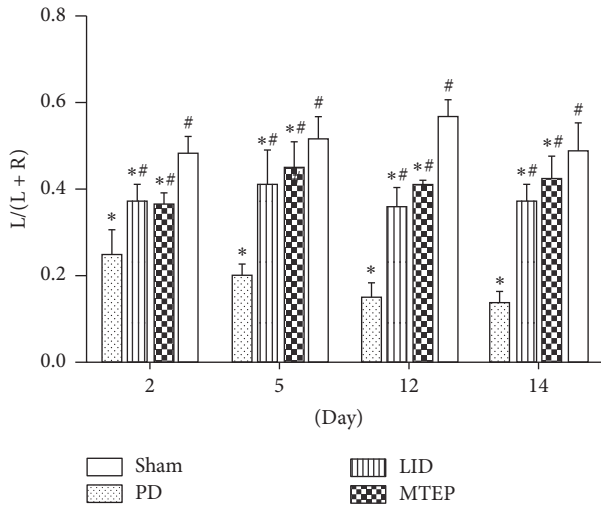 0.8
0.6
0.4
0.2
0.0
L/(L + R)
* *# *# #
* *# *# #
* *# *# #
* *# *# #
2 5 12 14
(Day)
Sham LID
PD MTEP